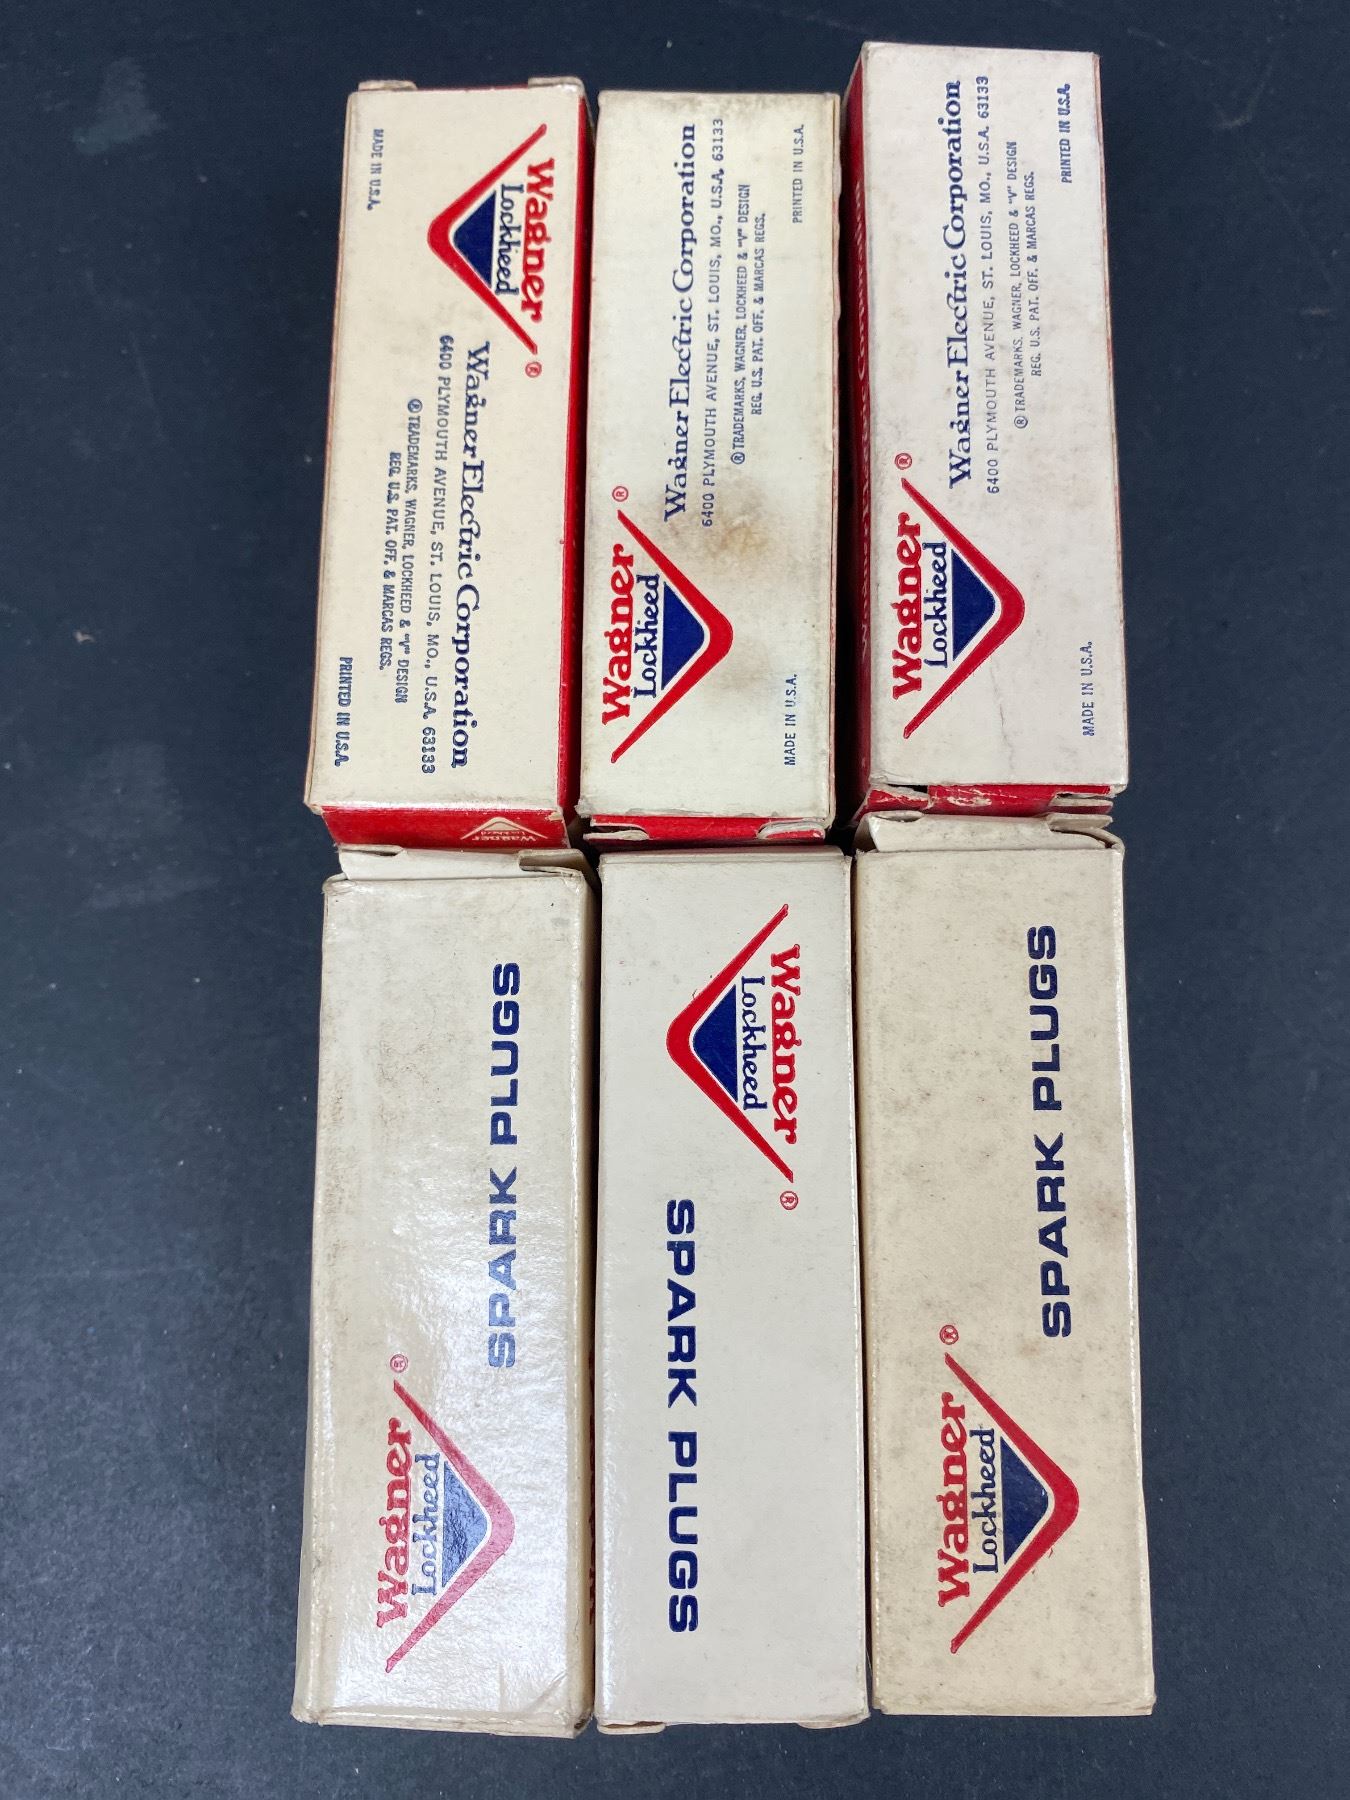 MADE IN U.S.A.
Wagner
Lockheed
®
Wagner Electric Corporation
6400 PLYMOUTH AVENUE, ST. LOUIS, MO., U.S.A. 63133
® TRADEMARKS, WAGNER, LOCKHEED & "V" DESIGN
REG. U.S. PAT. OFF. & MARCAS REGS.
PRINTED IN U.S.A.
Wagner
Lockheed
Wagner Electric Corporation
6400 PLYMOUTH AVENUE, ST. LOUIS, MO., U.S.A. 63133
® TRADEMARKS, WAGNER, LOCKHEED & "V" DESIGN
REG. U.S. PAT. OFF. & MARCAS REGS.
PRINTED IN U.S.A.
Wagner
Lockheed
®
MADE IN U.S.A.
Wagner Electric Corporation
6400 PLYMOUTH AVENUE, ST. LOUIS, MO., U.S.A. 63133
® TRADEMARKS, WAGNER, LOCKHEED & "V" DESIGN
REG. U.S. PAT. OFF. & MARCAS REGS.
PRINTED IN U.S.A.
Wagner
Lockheed
®
MADE IN U.S.A.
SPARK PLUGS
Wagner
Lockheed
®
Wagner
Lockheed
®
SPARK PLUGS
SPARK PLUGS
Wagner
Lockheed
®